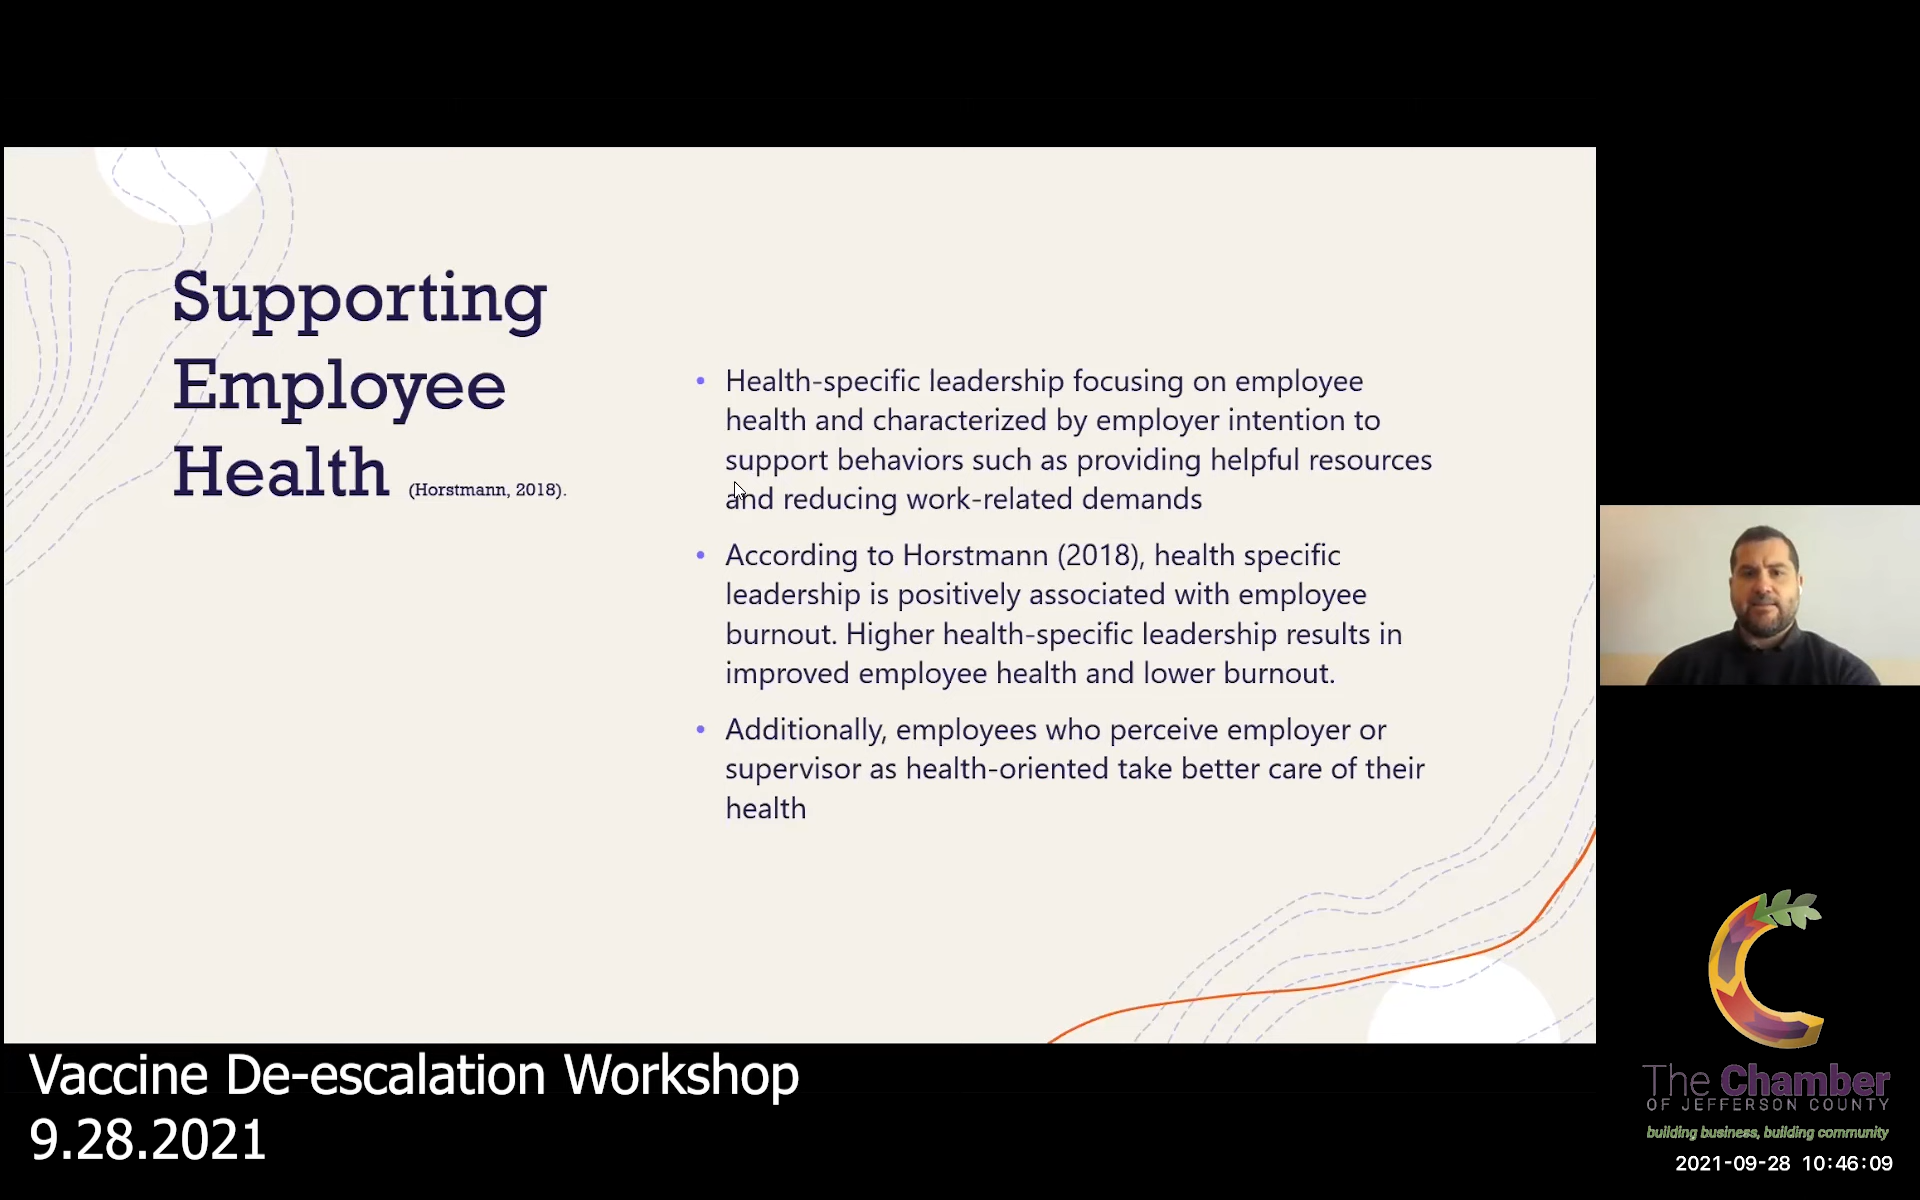 Supporting
Employee
Health (Horstmann, 2018).
• Health-specific leadership focusing on employee
health and characterized by employer intention to
support behaviors such as providing helpful resources
and reducing work-related demands
• According to Horstmann (2018), health specific
leadership is positively associated with employee
burnout. Higher health-specific leadership results in
improved employee health and lower burnout.
• Additionally, employees who perceive employer or
supervisor as health-oriented take better care of their
health
Vaccine De-escalation Workshop
9.28.2021
The Chamber
OF JEFFERSON COUNTY
building business, building community
2021-09-28 10:46:09